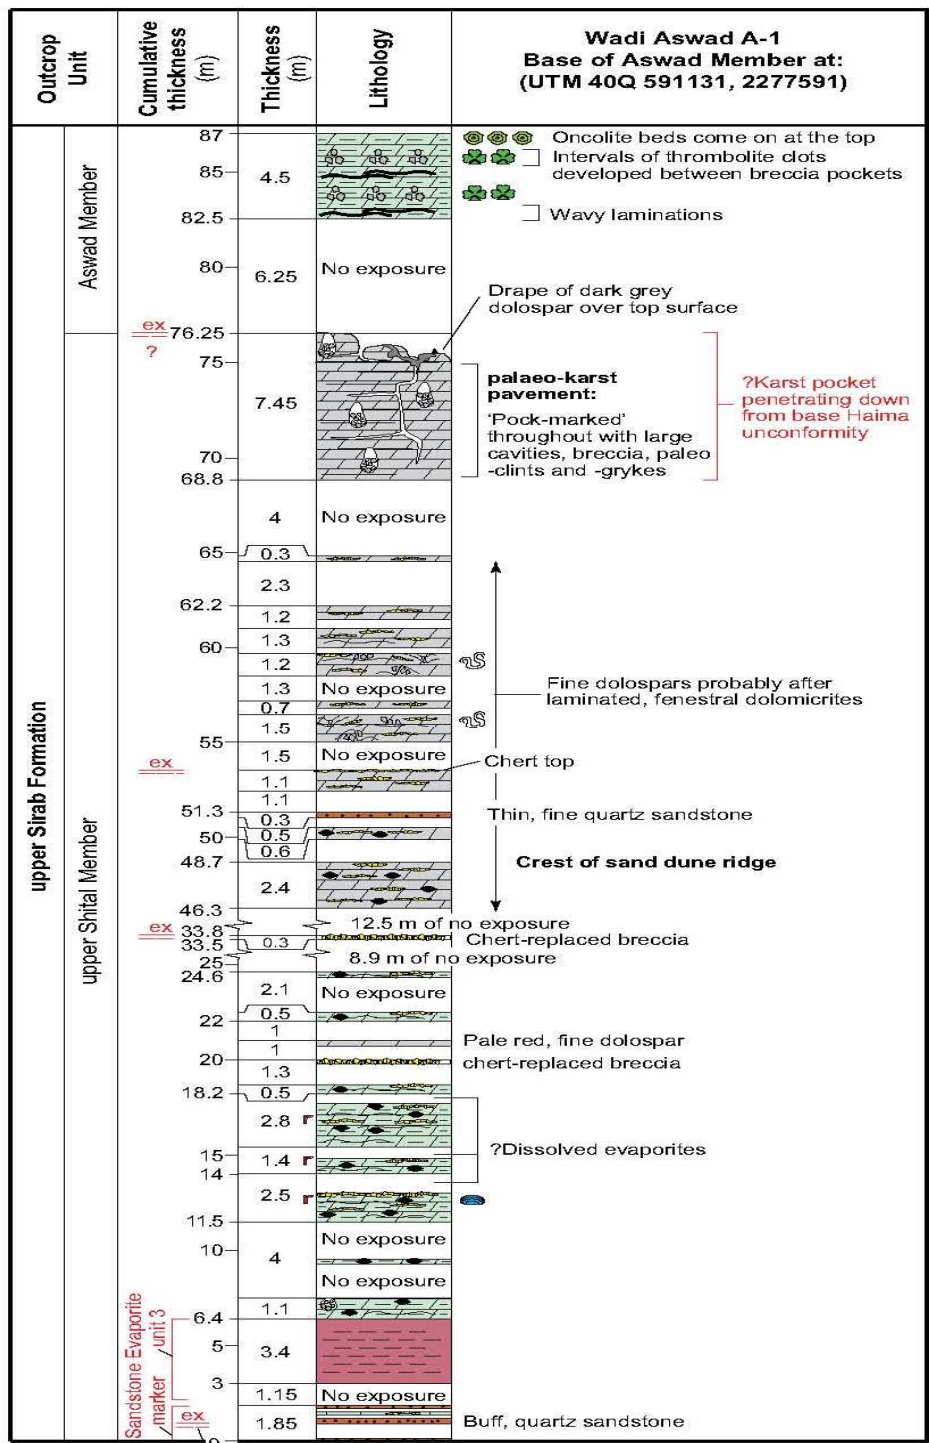 Outcrop
Unit
Cumulative
thickness
(m)
Thickness
(m)
Lithology
Wadi Aswad A-1
Base of Aswad Member at:
(UTM 40Q 591131, 2277591)
upper Sirab Formation
Aswad Member
upper Shital Member
87
85
82.5
80
ex
76.25
?
75
70
68.8
65
62.2
60
55
ex
51.3
50
48.7
46.3
ex
33.8
33.5
25
24.6
22
20
18.2
15
14
11.5
10
6.4
5
3
ex
0
Sandstone Evaporite
marker unit 3
4.5
6.25
7.45
4
0.3
2.3
1.2
1.3
1.2
1.3
0.7
1.5
1.5
1.1
1.1
0.3
0.5
0.6
2.4
0.3
2.1
0.5
1
1
1.3
0.5
2.8
1.4
2.5
4
1.1
3.4
1.15
1.85
No exposure
No exposure
No exposure
No exposure
12.5 m of no exposure
8.9 m of no exposure
No exposure
No exposure
No exposure
No exposure
Oncolite beds come on at the top
Intervals of thrombolite clots
developed between breccia pockets
Wavy laminations
Drape of dark grey
dolospar over top surface
palaeo-karst
pavement:
'Pock-marked'
throughout with large
cavities, breccia, paleo
-clints and -grykes
?Karst pocket
penetrating down
from base Haima
unconformity
Fine dolospars probably after
laminated, fenestral dolomicrites
Chert top
Thin, fine quartz sandstone
Crest of sand dune ridge
Chert-replaced breccia
Pale red, fine dolospar
chert-replaced breccia
?Dissolved evaporites
Buff, quartz sandstone